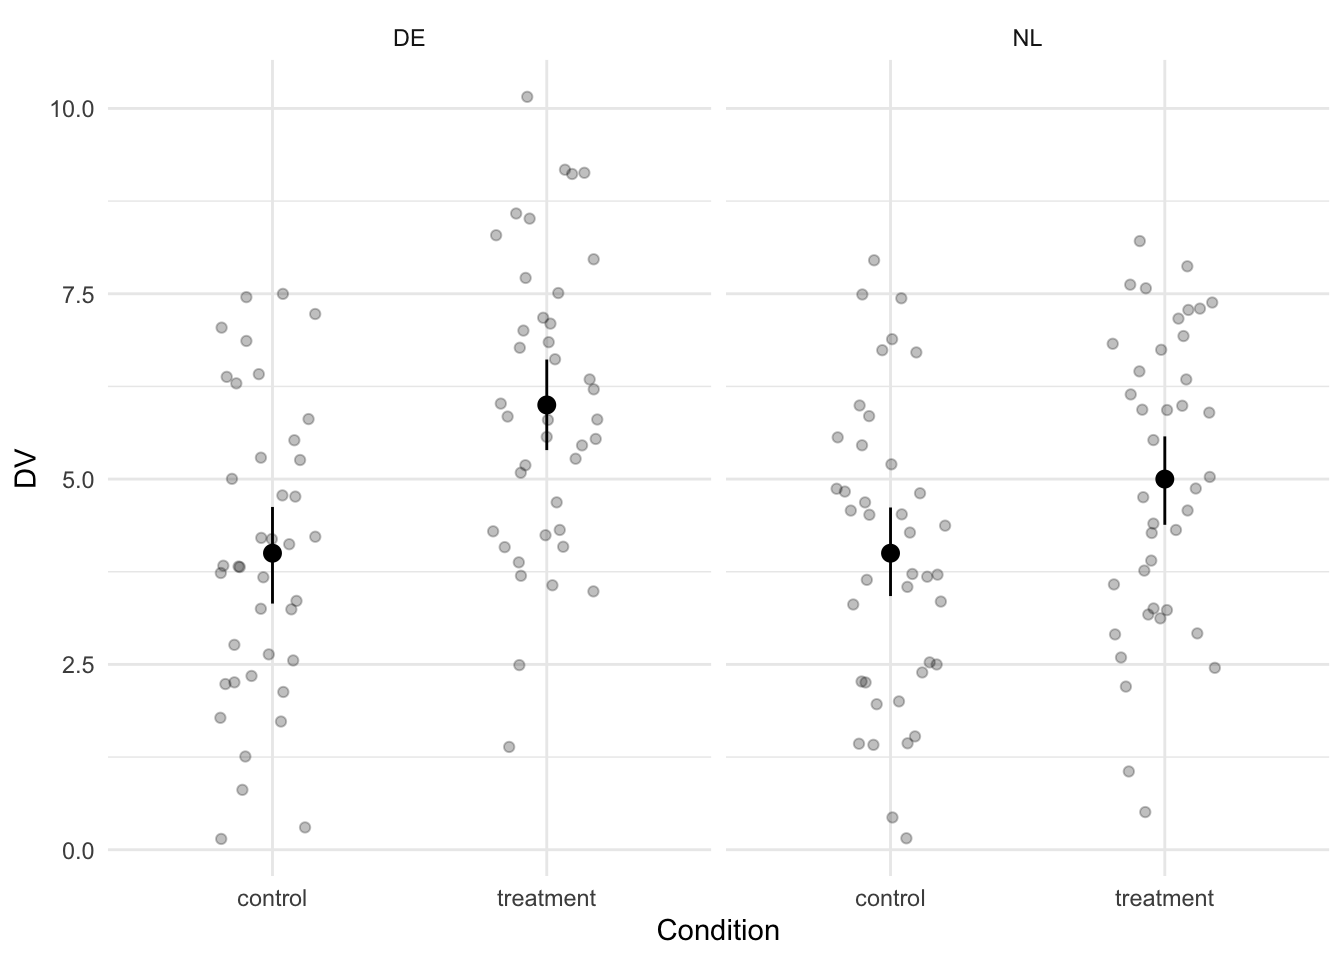 DE
NL
DV
10.0
7.5
5.0
2.5
0.0
control
treatment
control
treatment
Condition